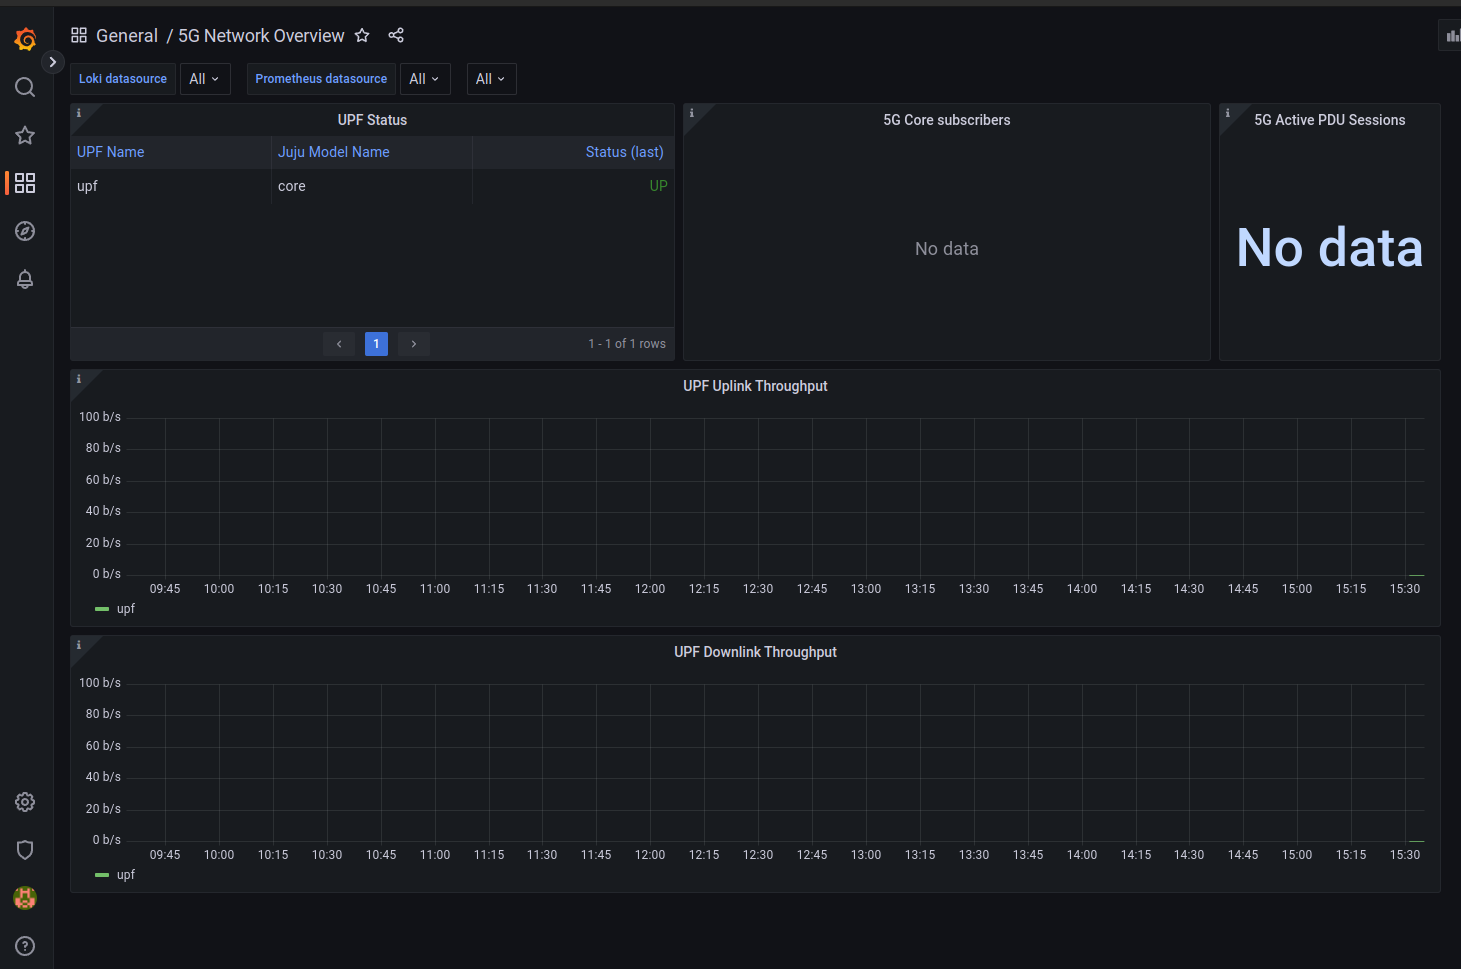 General / 5G Network Overview
Loki datasource All Prometheus datasource All All
UPF Status
UPF Name Juju Model Name Status (last)
upf core UP
1 1 - 1 of 1 rows
5G Core subscribers
No data
5G Active PDU Sessions
No data
UPF Uplink Throughput
100 b/s
80 b/s
60 b/s
40 b/s
20 b/s
0 b/s
09:45 10:00 10:15 10:30 10:45 11:00 11:15 11:30 11:45 12:00 12:15 12:30 12:45 13:00 13:15 13:30 13:45 14:00 14:15 14:30 14:45 15:00 15:15 15:30
upf
UPF Downlink Throughput
100 b/s
80 b/s
60 b/s
40 b/s
20 b/s
0 b/s
09:45 10:00 10:15 10:30 10:45 11:00 11:15 11:30 11:45 12:00 12:15 12:30 12:45 13:00 13:15 13:30 13:45 14:00 14:15 14:30 14:45 15:00 15:15 15:30
upf